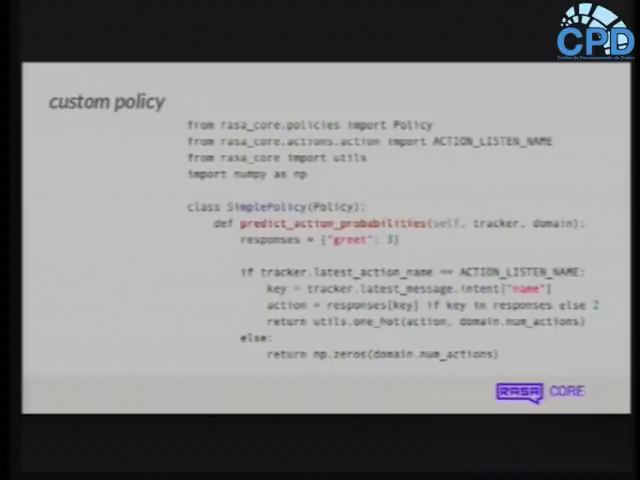 CPD
custom policy
from rasa_core.policies import Policy
from rasa_core.actions.action import ACTION_LISTEN_NAME
from rasa_core import utils
import numpy as np
class SimplePolicy(Policy):
def predict_action_probabilities(self, tracker, domain):
responses = {"greet": 3}
if tracker.latest_action_name == ACTION_LISTEN_NAME:
key = tracker.latest_message.intent["name"]
action = responses[key] if key in responses else 2
return utils.one_hot(action, domain.num_actions)
else:
return np.zeros(domain.num_actions)
RASA CORE